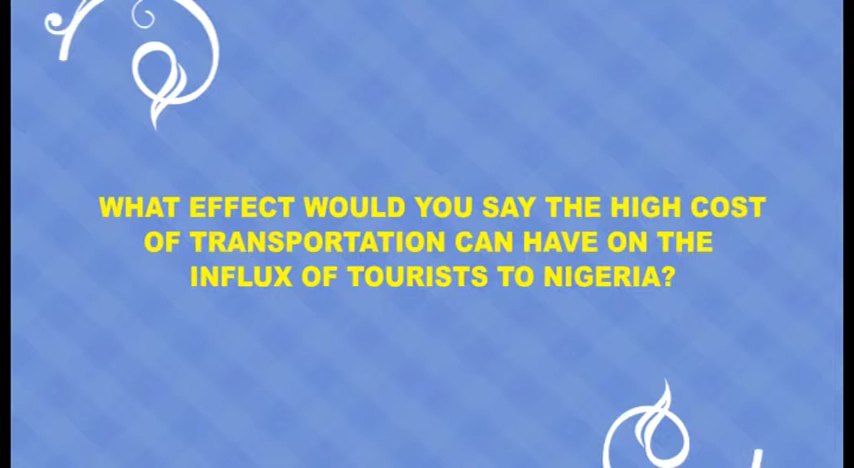 WHAT EFFECT WOULD YOU SAY THE HIGH COST
OF TRANSPORTATION CAN HAVE ON THE
INFLUX OF TOURISTS TO NIGERIA?